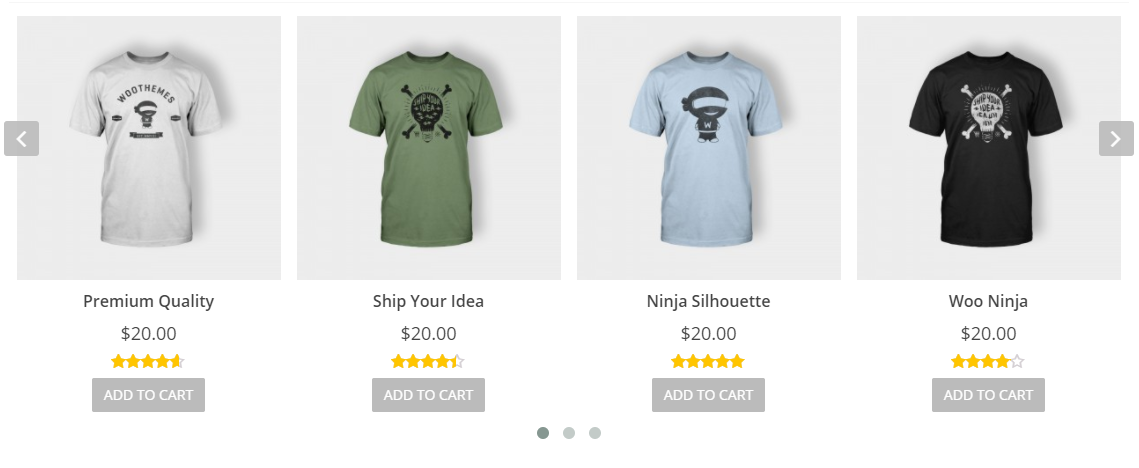 WOOTHEMES
SHIP YOUR
IDEA
W
SHIP YOUR
IDEA
Premium Quality
Ship Your Idea
Ninja Silhouette
Woo Ninja
$20.00
$20.00
$20.00
$20.00
ADD TO CART
ADD TO CART
ADD TO CART
ADD TO CART